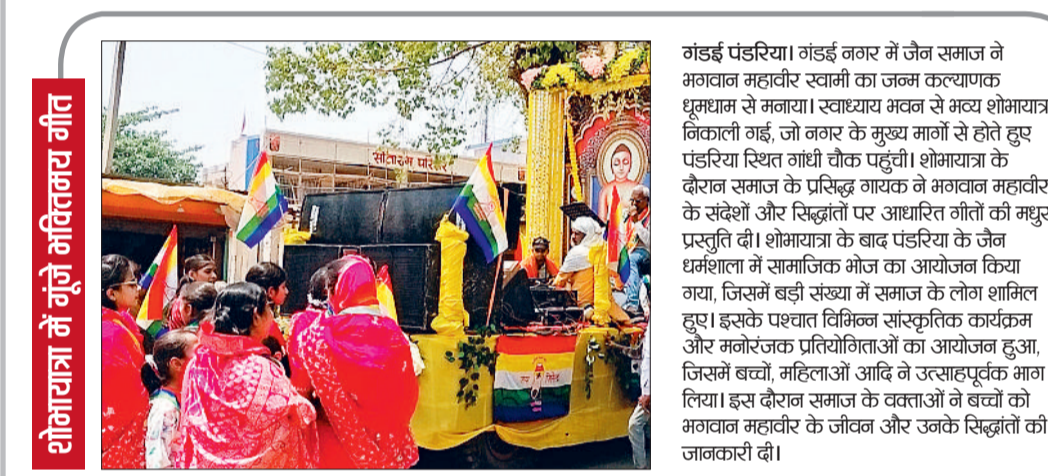 शोभायात्रा में गूंजे भक्तिमय गीत
सीताराम
गंडई पंडरिया। गंडई नगर में जैन समाज ने
भगवान महावीर स्वामी का जन्म कल्याणक
धूमधाम से मनाया। स्वाध्याय भवन से भव्य शोभायात्रा
निकाली गई, जो नगर के मुख्य मार्गो से होते हुए
पंडरिया स्थित गांधी चौक पहुंची। शोभायात्रा के
दौरान समाज के प्रसिद्ध गायक ने भगवान महावीर
के संदेशों और सिद्धांतों पर आधारित गीतों की मधुर
प्रस्तुति दी। शोभायात्रा के बाद पंडरिया के जैन
धर्मशाला में सामाजिक भोज का आयोजन किया
गया, जिसमें बड़ी संख्या में समाज के लोग शामिल
हुए। इसके पश्चात विभिन्न सांस्कृतिक कार्यक्रम
और मनोरंजक प्रतियोगिताओं का आयोजन हुआ,
जिसमें बच्चों, महिलाओं आदि ने उत्साहपूर्वक भाग
लिया। इस दौरान समाज के वक्ताओं ने बच्चों को
भगवान महावीर के जीवन और उनके सिद्धांतों की
जानकारी दी।